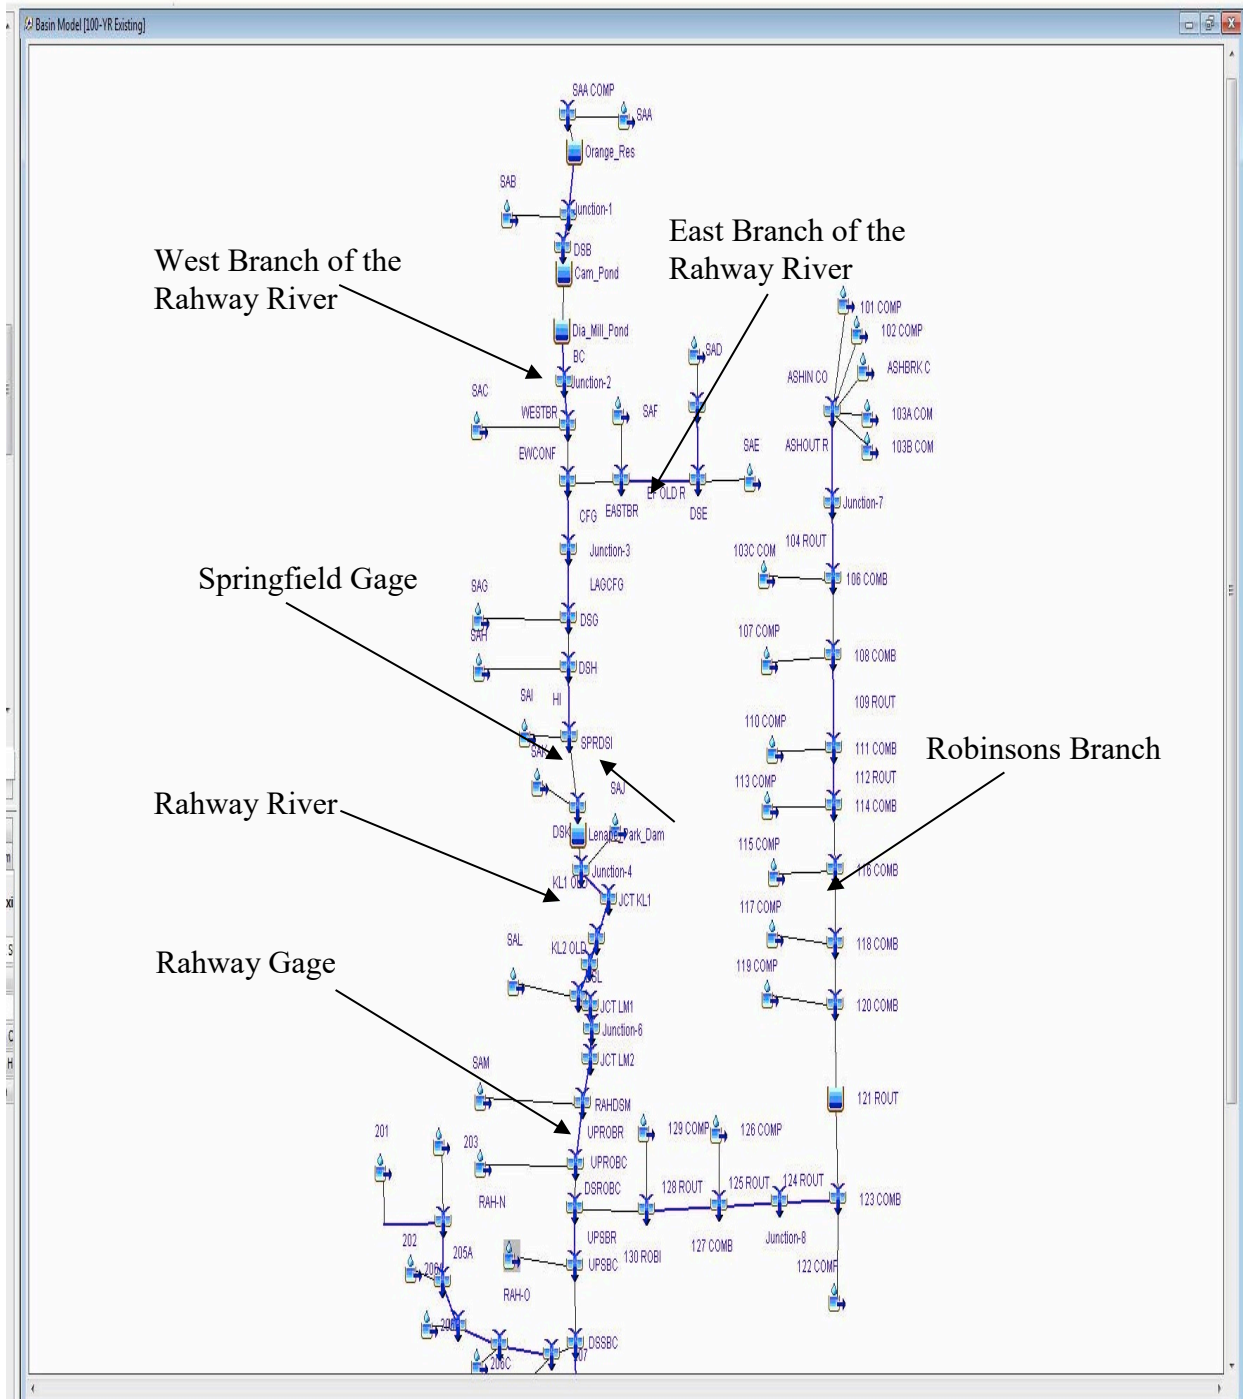 Basin Model [100-YR Existing]
SAA COMP
SAA
Orange_Res
SAB
Junction-1
East Branch of the
Rahway River
DSB
West Branch of the
Rahway River
Cam_Pond
101 COMP
Dia_Mill_Pond
102 COMP
BC
SAD
Junction-2
ASHIN CO
ASHBRK C
SAC
WESTBR
SAF
103A COM
EWCONF
SAE
ASHOUT R
103B COM
EF OLD R
CFG
EASTBR
DSE
Junction-7
Junction-3
103C COM
104 ROUT
Springfield Gage
LAGCFG
106 COMB
SAG
DSG
SAH
107 COMP
DSH
108 COMB
SAI
HI
109 ROUT
110 COMP
SPRDSI
111 COMB
Robinsons Branch
SAK
SAJ
113 COMP
112 ROUT
Rahway River
114 COMB
DSK
Lenape_Park_Dam
115 COMP
Junction-4
116 COMB
KL1 OLD
JCT KL1
117 COMP
SAL
KL2 OLD
118 COMB
Rahway Gage
119 COMP
JCT LM1
120 COMB
Junction-6
SAM
JCT LM2
RAHDSM
121 ROUT
201
203
UPROBR
129 COMP
126 COMP
UPROBC
RAH-N
DSROBC
128 ROUT
125 ROUT
124 ROUT
123 COMB
202
205A
UPSBR
130 ROBI
127 COMB
Junction-8
UPSBC
122 COMP
RAH-O
DSSBC
206C